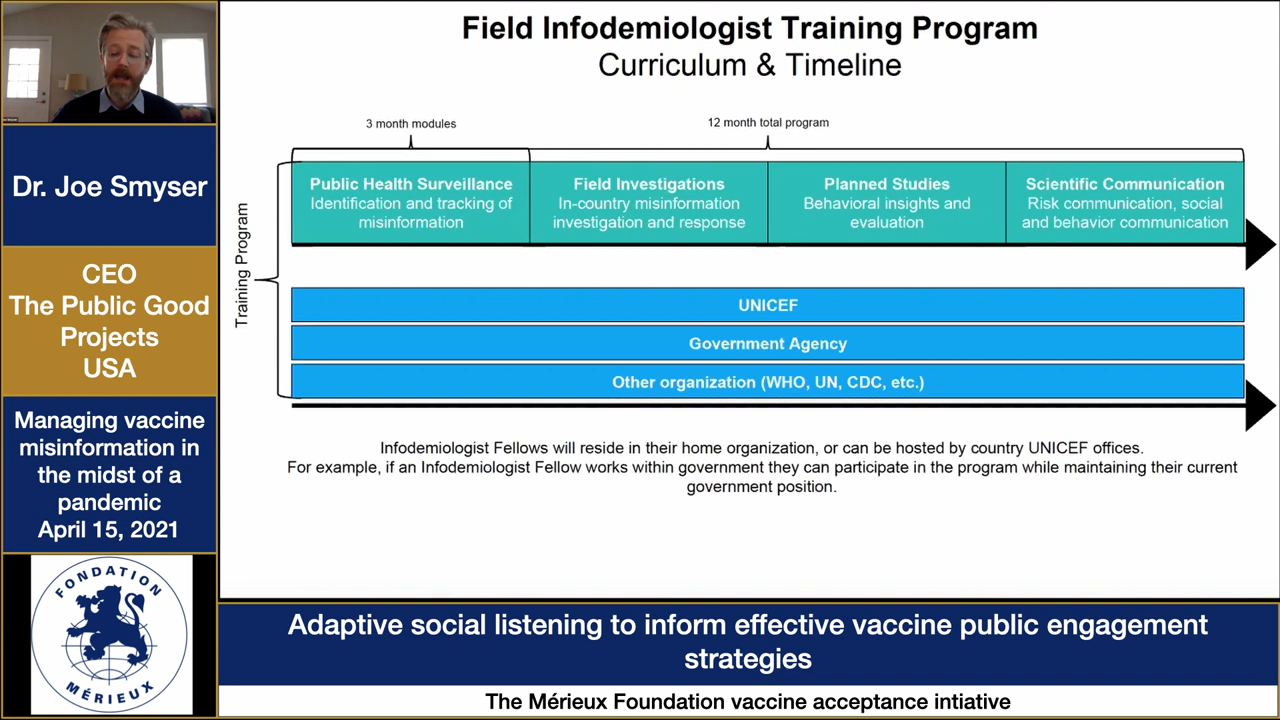 Field Infodemiologist Training Program
Curriculum & Timeline
3 month modules
12 month total program
Training Program
Public Health Surveillance
Identification and tracking of
misinformation
Field Investigations
In-country misinformation
investigation and response
Planned Studies
Behavioral insights and
evaluation
Scientific Communication
Risk communication, social
and behavior communication
UNICEF
Government Agency
Other organization (WHO, UN, CDC, etc.)
Infodemiologist Fellows will reside in their home organization, or can be hosted by country UNICEF offices.
For example, if an Infodemiologist Fellow works within government they can participate in the program while maintaining their current
government position.
Dr. Joe Smyser
CEO
The Public Good
Projects
USA
Managing vaccine
misinformation in
the midst of a
pandemic
April 15, 2021
FONDATION
MÉRIEUX
Adaptive social listening to inform effective vaccine public engagement
strategies
The Mérieux Foundation vaccine acceptance intiative